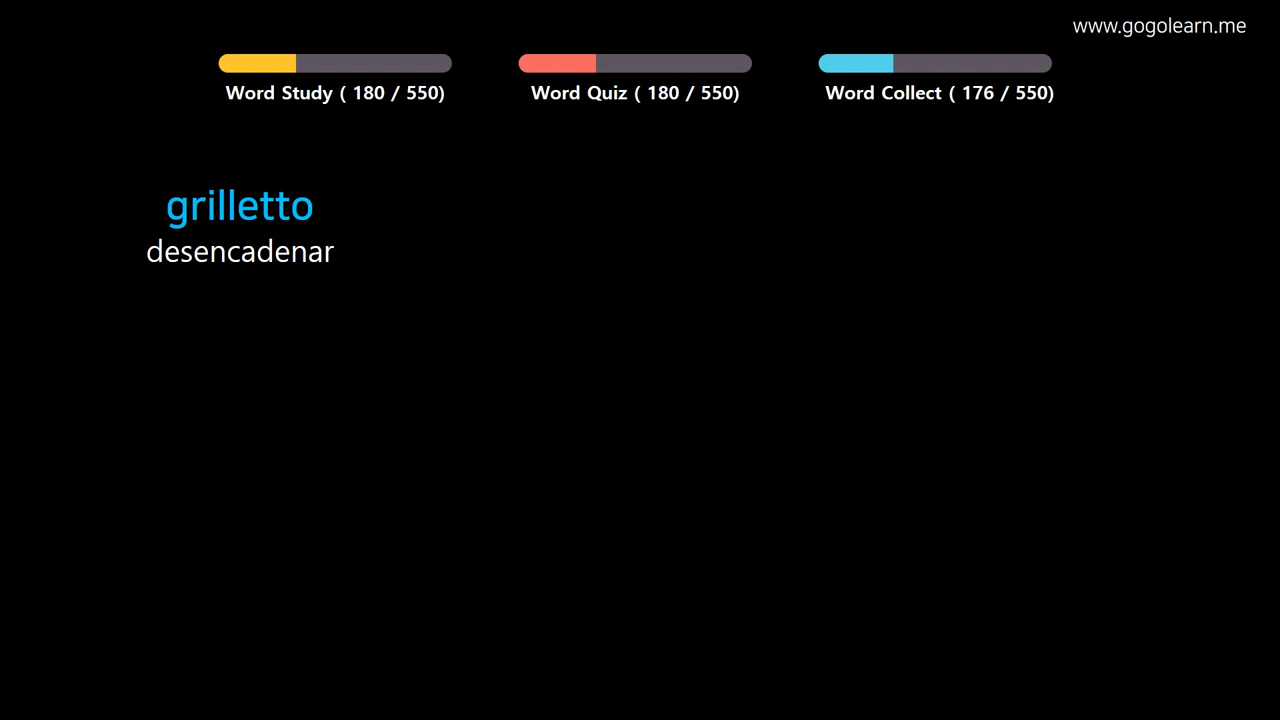 www.gogolearn.me
Word Study ( 180 / 550)
Word Quiz ( 180 / 550)
Word Collect ( 176 / 550)
grilletto
desencadenar